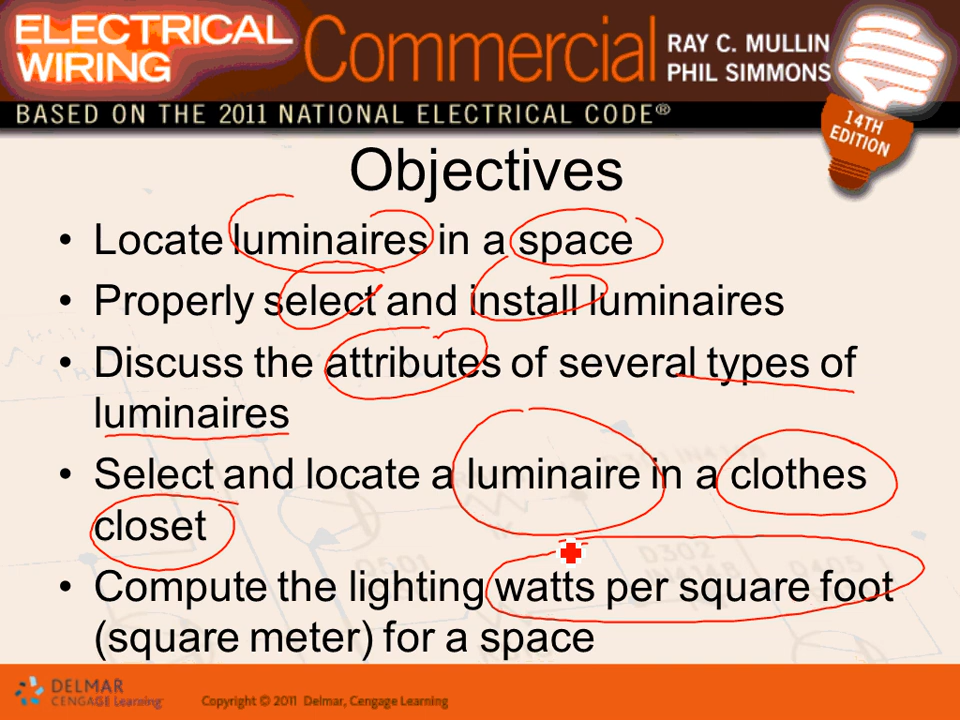 ELECTRICAL
WIRING
Commercial
RAY C. MULLIN
PHIL SIMMONS
BASED ON THE 2011 NATIONAL ELECTRICAL CODE®
14TH
EDITION
Objectives
• Locate luminaires in a space
• Properly select and install luminaires
• Discuss the attributes of several types of
luminaires
• Select and locate a luminaire in a clothes
closet
• Compute the lighting watts per square foot
(square meter) for a space
DELMAR
CENGAGE Learning
Copyright © 2011 Delmar, Cengage Learning